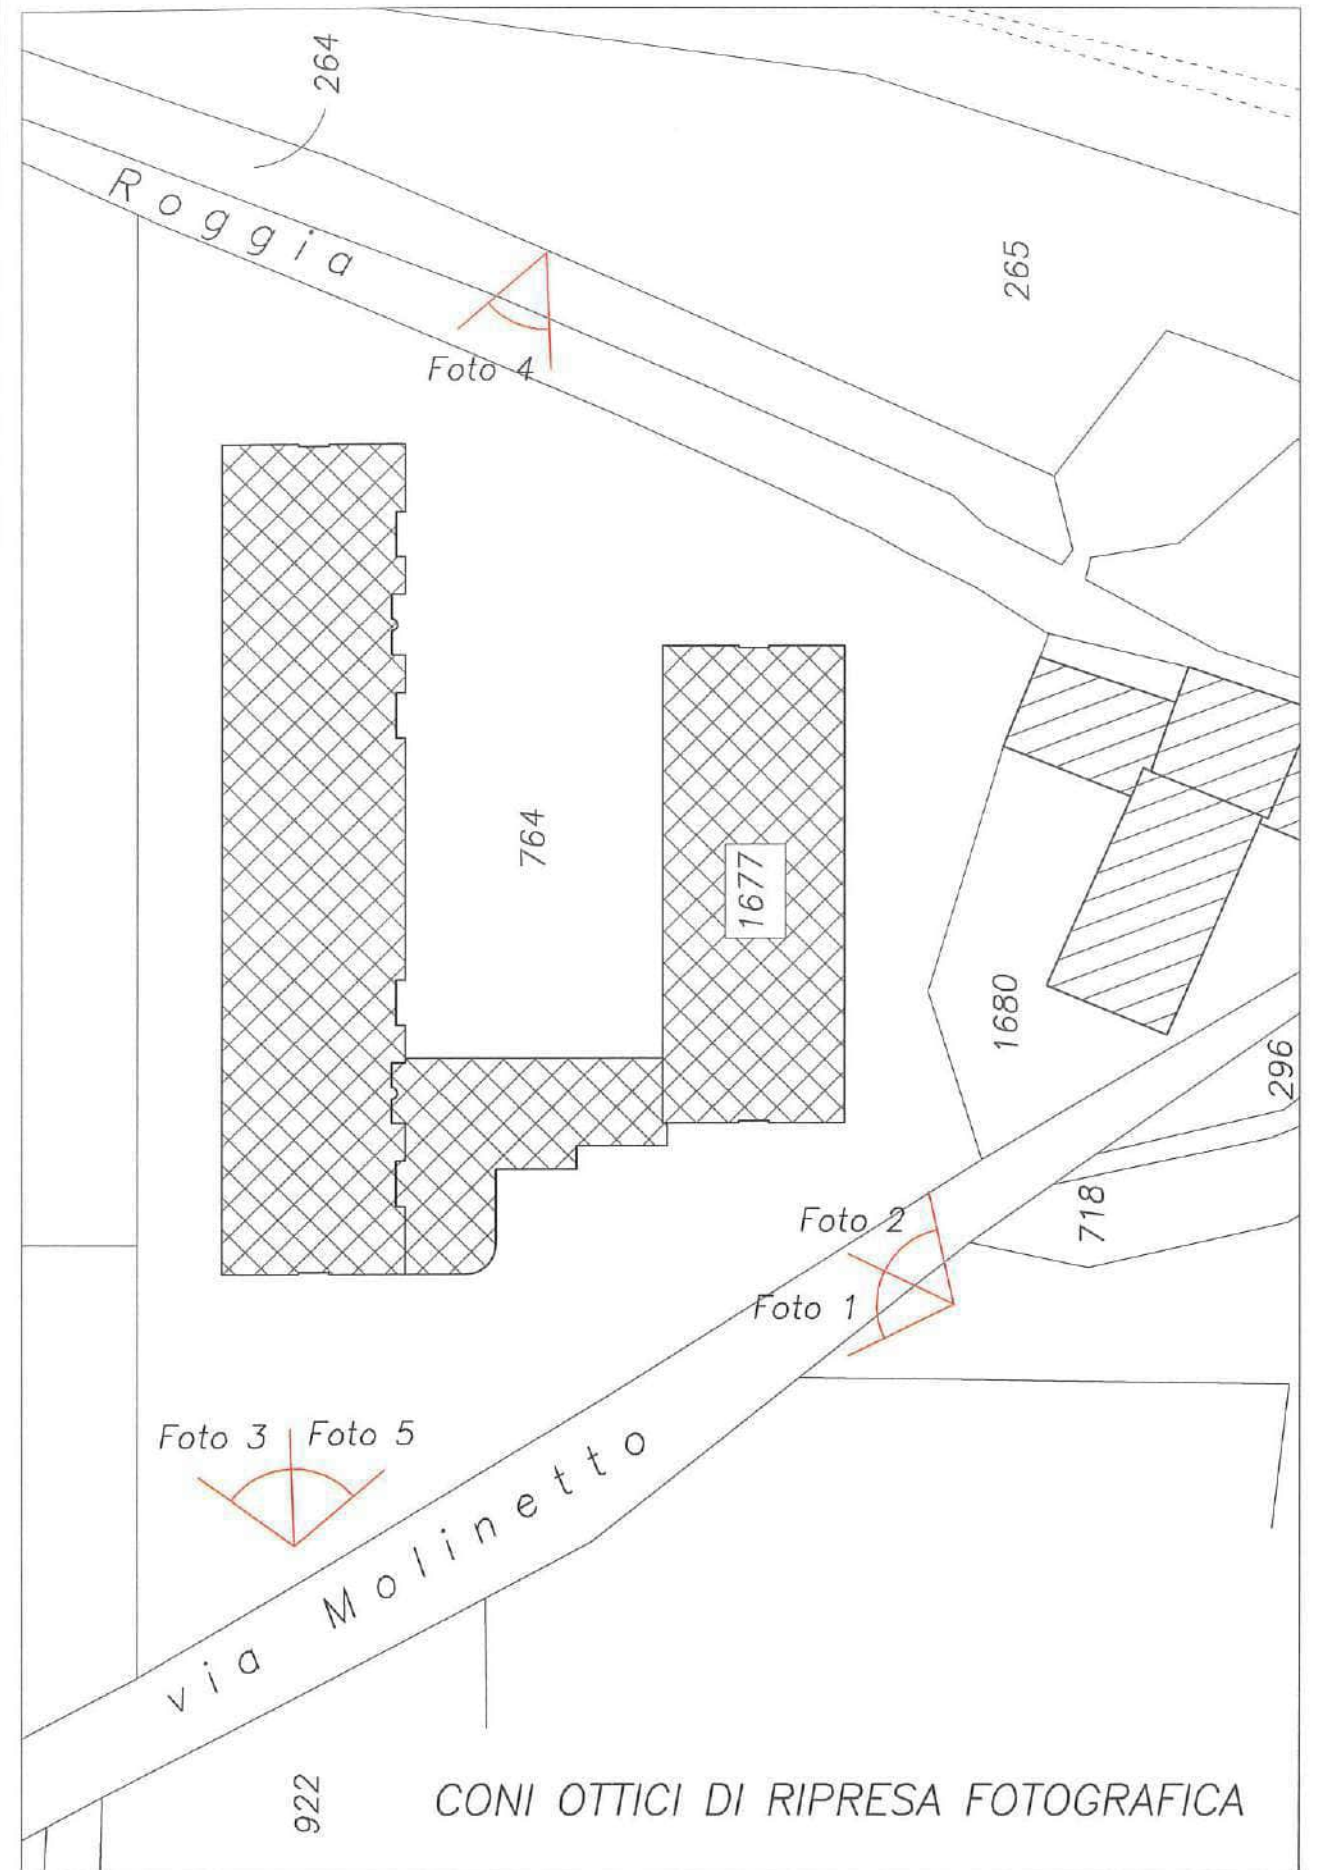 264
Roggia
265
Foto 4
764
1677
1680
296
718
Foto 2
Foto 1
Foto 3
Foto 5
via Molinetto
922
CONI OTTICI DI RIPRESA FOTOGRAFICA